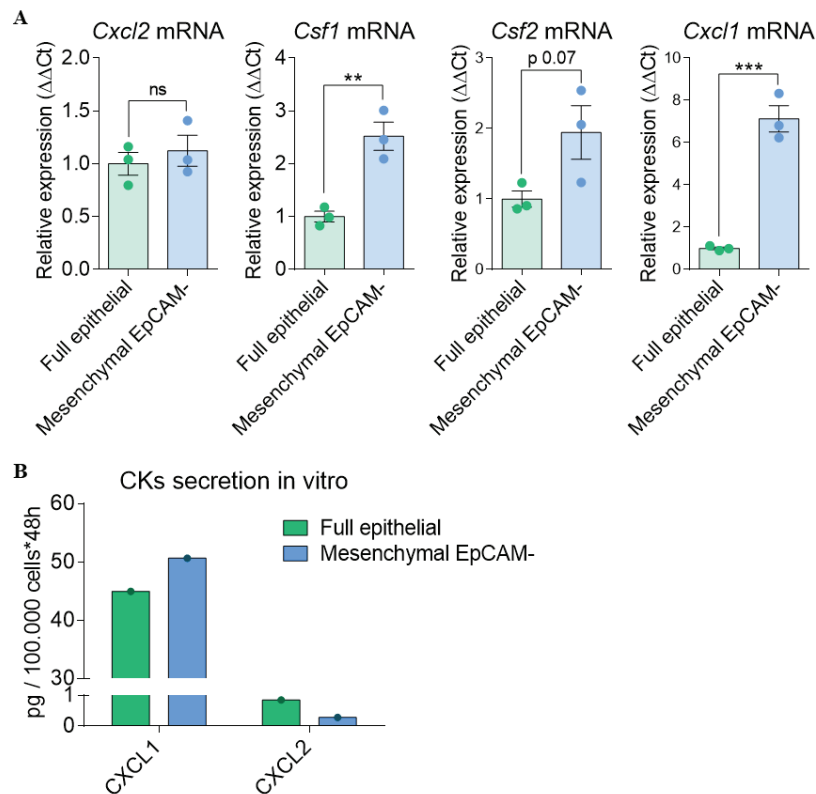 A
Cxcl2 mRNA
Relative expression (ΔΔCt)
2.0
1.5
1.0
0.5
0.0
ns
Full epithelial
Mesenchymal EpCAM-
Csf1 mRNA
Relative expression (ΔΔCt)
4
3
2
1
0
**
Full epithelial
Mesenchymal EpCAM-
Csf2 mRNA
Relative expression (ΔΔCt)
3
2
1
0
p 0.07
Full epithelial
Mesenchymal EpCAM-
Cxcl1 mRNA
Relative expression (ΔΔCt)
10
8
6
4
2
0
***
Full epithelial
Mesenchymal EpCAM-
B
CKs secretion in vitro
pg / 100.000 cells*48h
60
50
40
30
1
0
Full epithelial
Mesenchymal EpCAM-
CXCL1
CXCL2